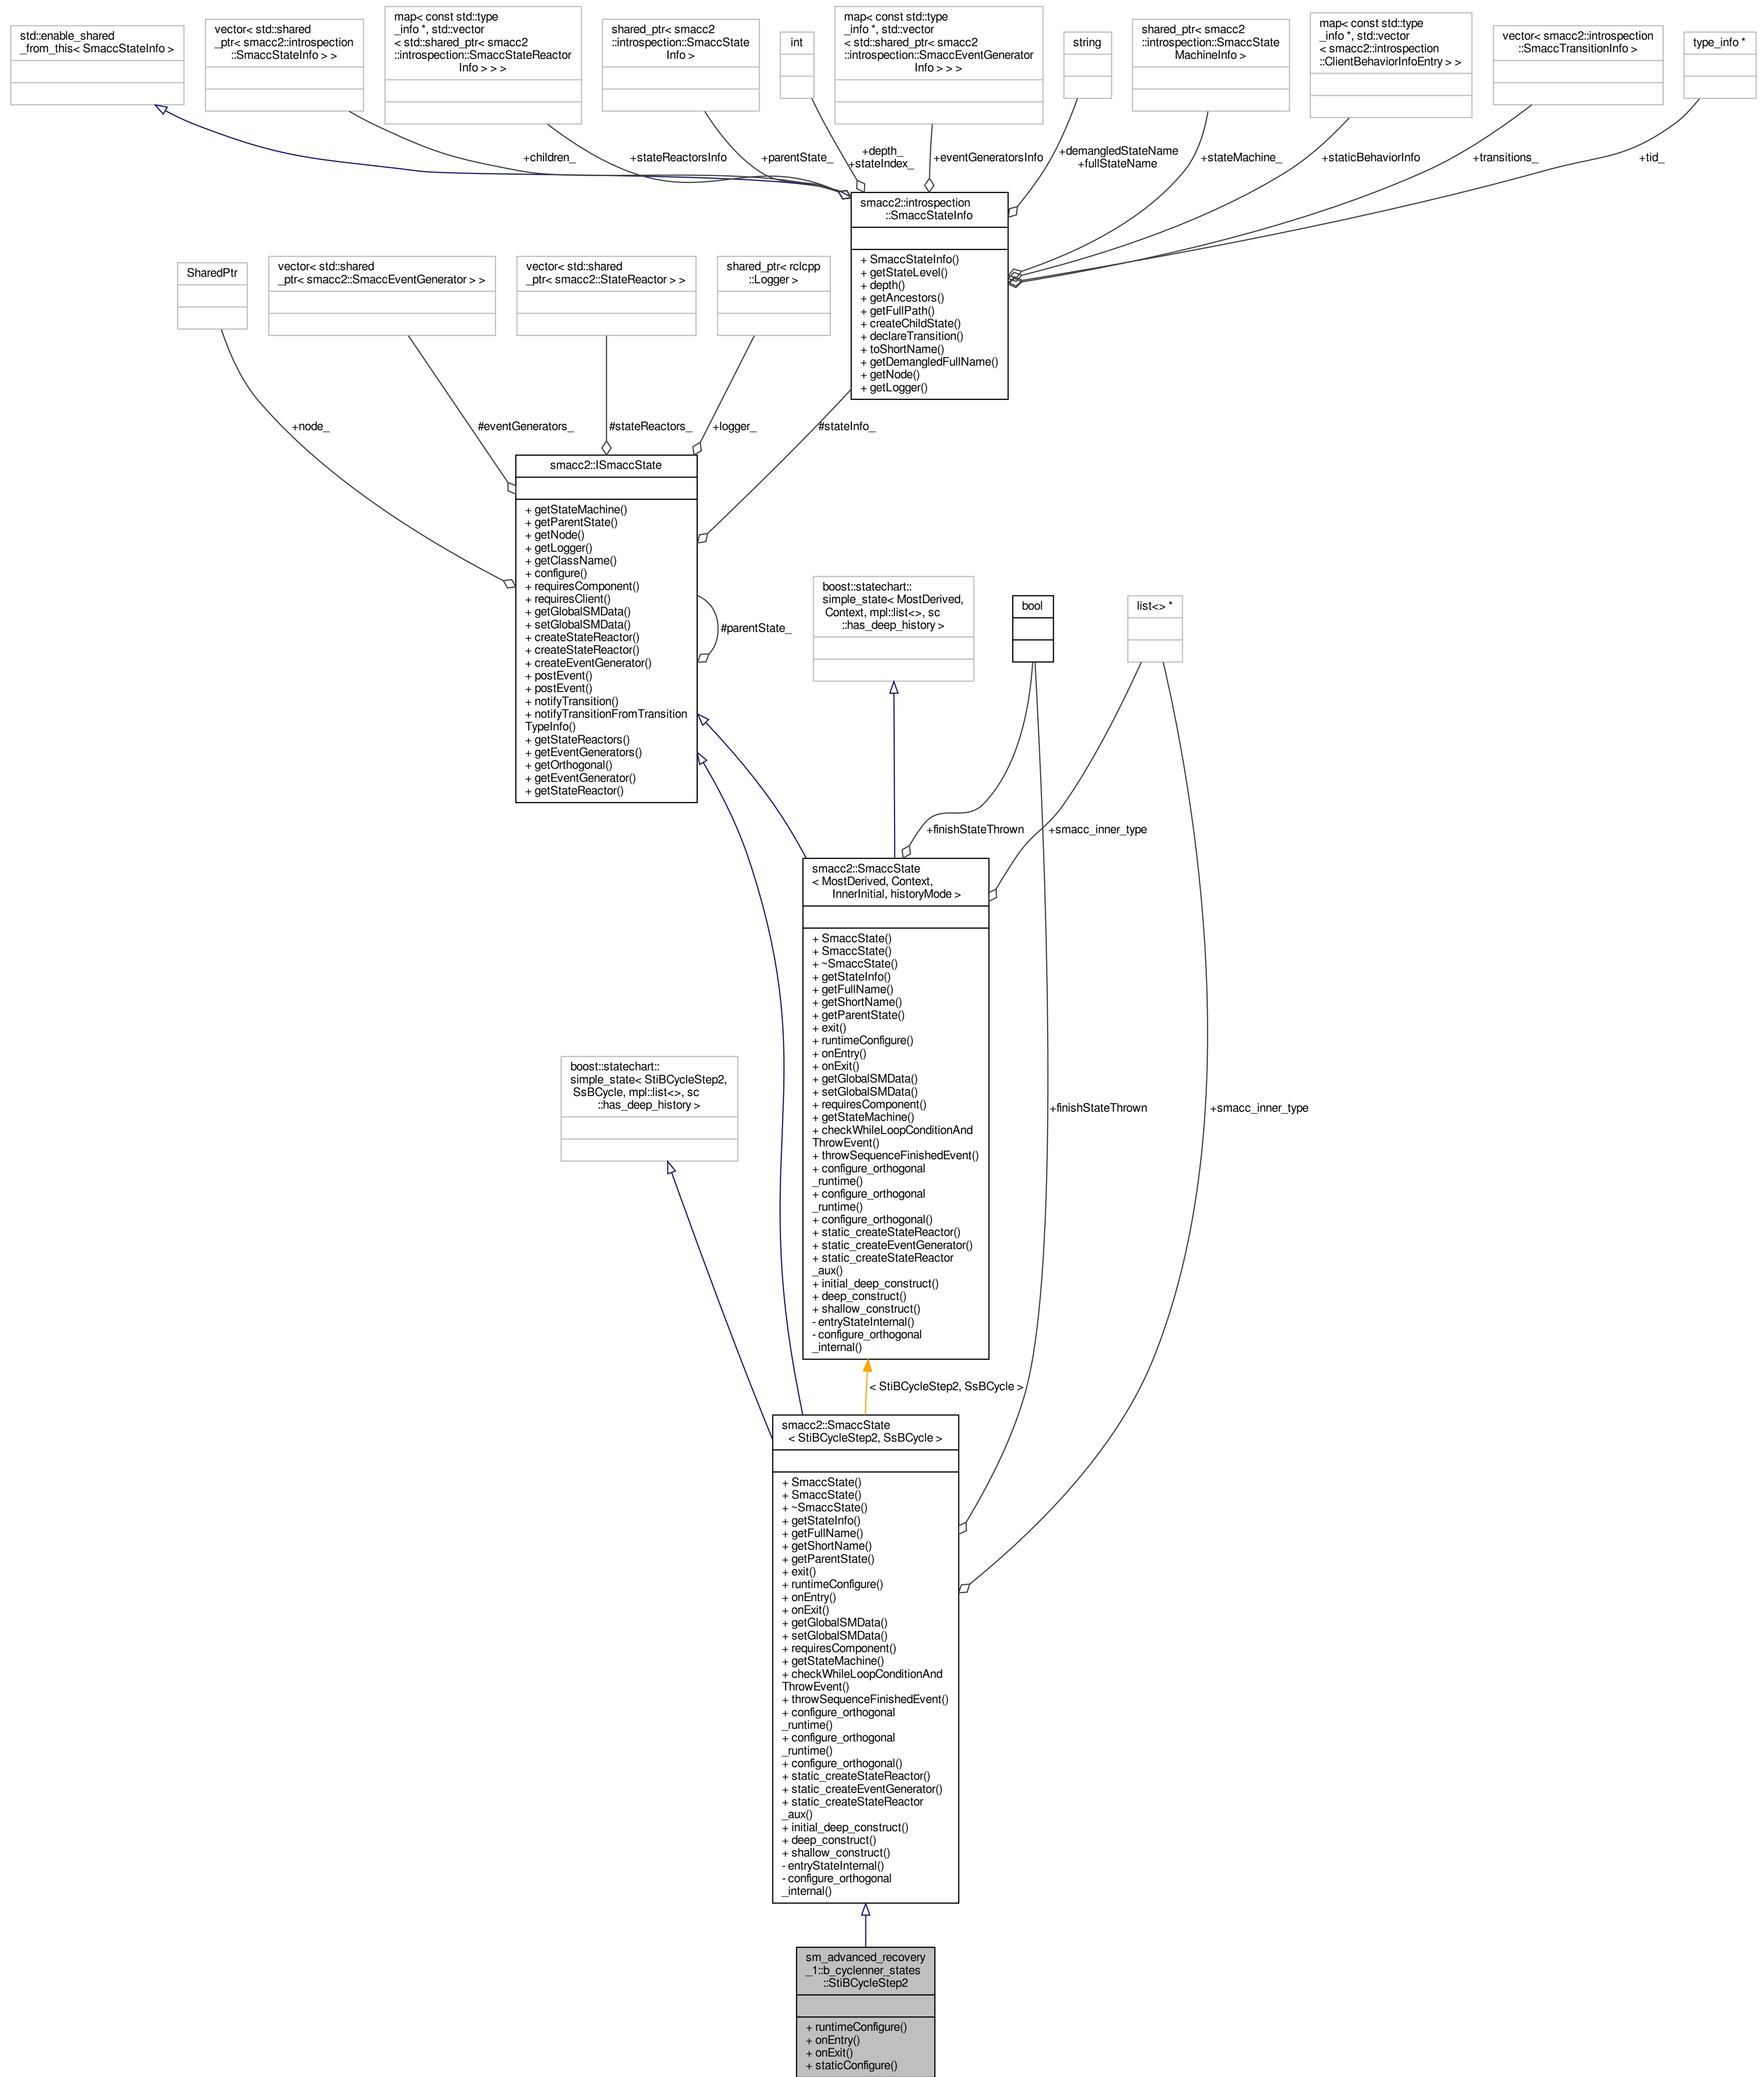 std::enable_shared
_from_this< SmaccStateInfo >
vector< std::shared
_ptr< smacc2::introspection
::SmaccStateInfo > >
map< const std::type
_info *, std::vector
< std::shared_ptr< smacc2
::introspection::SmaccStateReactor
Info > > >
shared_ptr< smacc2
::introspection::SmaccState
Info >
int
map< const std::type
_info *, std::vector
< std::shared_ptr< smacc2
::introspection::SmaccEventGenerator
Info > > >
string
shared_ptr< smacc2
::introspection::SmaccState
MachineInfo >
map< const std::type
_info *, std::vector
< smacc2::introspection
::ClientBehaviorInfoEntry > >
vector< smacc2::introspection
::SmaccTransitionInfo >
type_info *
+children_
+stateReactorsInfo
+parentState_
+depth_
+stateIndex_
+eventGeneratorsInfo
+demangledStateName
+fullStateName
+stateMachine_
+staticBehaviorInfo
+transitions_
+tid_
smacc2::introspection
::SmaccStateInfo
+ SmaccStateInfo()
+ getStateLevel()
+ depth()
+ getAncestors()
+ getFullPath()
+ createChildState()
+ declareTransition()
+ toShortName()
+ getDemangledFullName()
+ getNode()
+ getLogger()
SharedPtr
vector< std::shared
_ptr< smacc2::SmaccEventGenerator > >
vector< std::shared
_ptr< smacc2::StateReactor > >
shared_ptr< rclcpp
::Logger >
+node_
#eventGenerators_
#stateReactors_
+logger_
#stateInfo_
smacc2::ISmaccState
+ getStateMachine()
+ getParentState()
+ getNode()
+ getLogger()
+ getClassName()
+ configure()
+ requiresComponent()
+ requiresClient()
+ getGlobalSMData()
+ setGlobalSMData()
+ createStateReactor()
+ createStateReactor()
+ createEventGenerator()
+ postEvent()
+ postEvent()
+ notifyTransition()
+ notifyTransitionFromTransition
TypeInfo()
+ getStateReactors()
+ getEventGenerators()
+ getOrthogonal()
+ getEventGenerator()
+ getStateReactor()
#parentState_
boost::statechart::
simple_state< MostDerived,
Context, mpl::list<>, sc
::has_deep_history >
bool
list<> *
+finishStateThrown
+smacc_inner_type
smacc2::SmaccState
< MostDerived, Context,
InnerInitial, historyMode >
+ SmaccState()
+ SmaccState()
+ ~SmaccState()
+ getStateInfo()
+ getFullName()
+ getShortName()
+ getParentState()
+ exit()
+ runtimeConfigure()
+ onEntry()
+ onExit()
+ getGlobalSMData()
+ setGlobalSMData()
+ requiresComponent()
+ getStateMachine()
+ checkWhileLoopConditionAnd
ThrowEvent()
+ throwSequenceFinishedEvent()
+ configure_orthogonal
_runtime()
+ configure_orthogonal
_runtime()
+ configure_orthogonal()
+ static_createStateReactor()
+ static_createEventGenerator()
+ static_createStateReactor
_aux()
+ initial_deep_construct()
+ deep_construct()
+ shallow_construct()
- entryStateInternal()
- configure_orthogonal
_internal()
boost::statechart::
simple_state< StiBCycleStep2,
SsBCycle, mpl::list<>, sc
::has_deep_history >
+finishStateThrown
+smacc_inner_type
< StiBCycleStep2, SsBCycle >
smacc2::SmaccState
< StiBCycleStep2, SsBCycle >
+ SmaccState()
+ SmaccState()
+ ~SmaccState()
+ getStateInfo()
+ getFullName()
+ getShortName()
+ getParentState()
+ exit()
+ runtimeConfigure()
+ onEntry()
+ onExit()
+ getGlobalSMData()
+ setGlobalSMData()
+ requiresComponent()
+ getStateMachine()
+ checkWhileLoopConditionAnd
ThrowEvent()
+ throwSequenceFinishedEvent()
+ configure_orthogonal
_runtime()
+ configure_orthogonal
_runtime()
+ configure_orthogonal()
+ static_createStateReactor()
+ static_createEventGenerator()
+ static_createStateReactor
_aux()
+ initial_deep_construct()
+ deep_construct()
+ shallow_construct()
- entryStateInternal()
- configure_orthogonal
_internal()
sm_advanced_recovery
_1::b_cyclenner_states
::StiBCycleStep2
+ runtimeConfigure()
+ onEntry()
+ onExit()
+ staticConfigure()